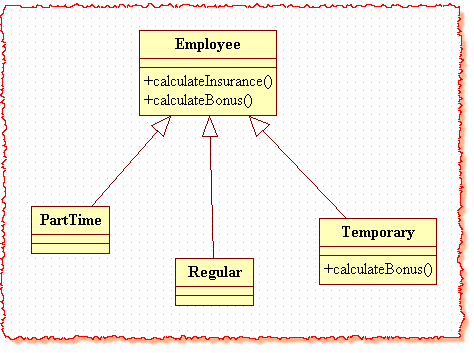 Employee
+calculateInsurance()
+calculateBonus()
PartTime
Regular
Temporary
+calculateBonus()